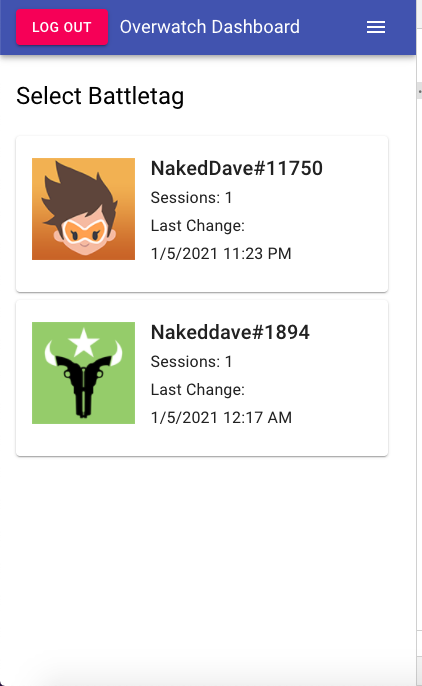 LOG OUT Overwatch Dashboard
Select Battletag
NakedDave#11750
Sessions: 1
Last Change:
1/5/2021 11:23 PM
Nakeddave#1894
Sessions: 1
Last Change:
1/5/2021 12:17 AM